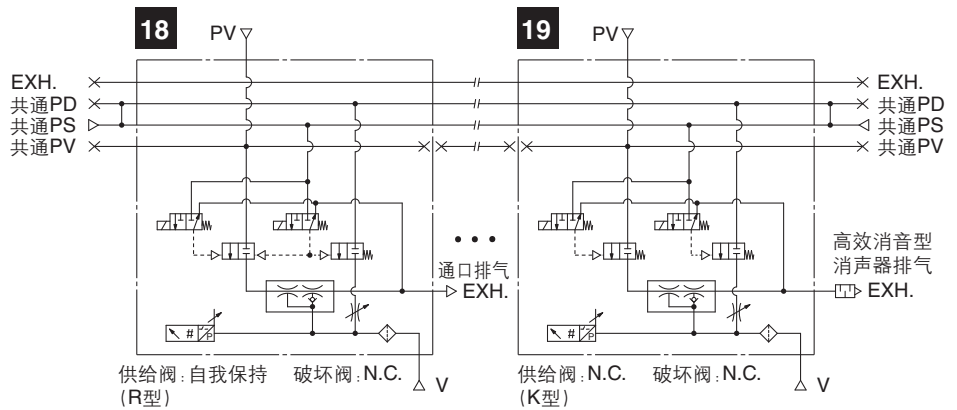 18 PV 19 PV
EXH. EXH.
共通PD 共通PD
共通PS 共通PS
共通PV 共通PV
•••
通口排气
EXH.
高效消音型
消声器排气
EXH.
# P # P
供给阀:自我保持 破坏阀:N.C. V
(R型)
供给阀:N.C. 破坏阀:N.C. V
(K型)